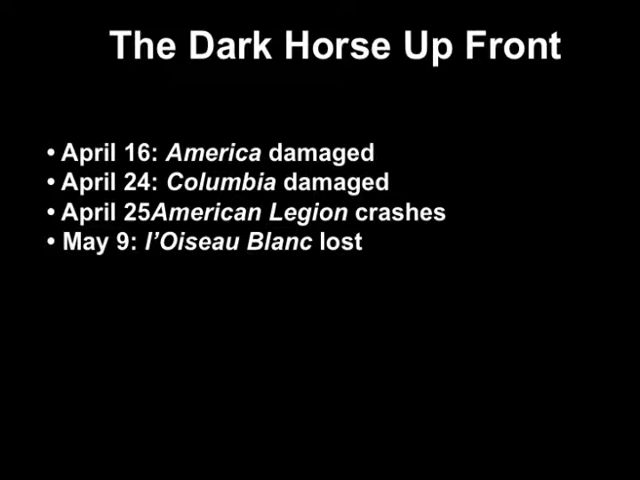 The Dark Horse Up Front
• April 16: America damaged
• April 24: Columbia damaged
• April 25American Legion crashes
• May 9: l’Oiseau Blanc lost